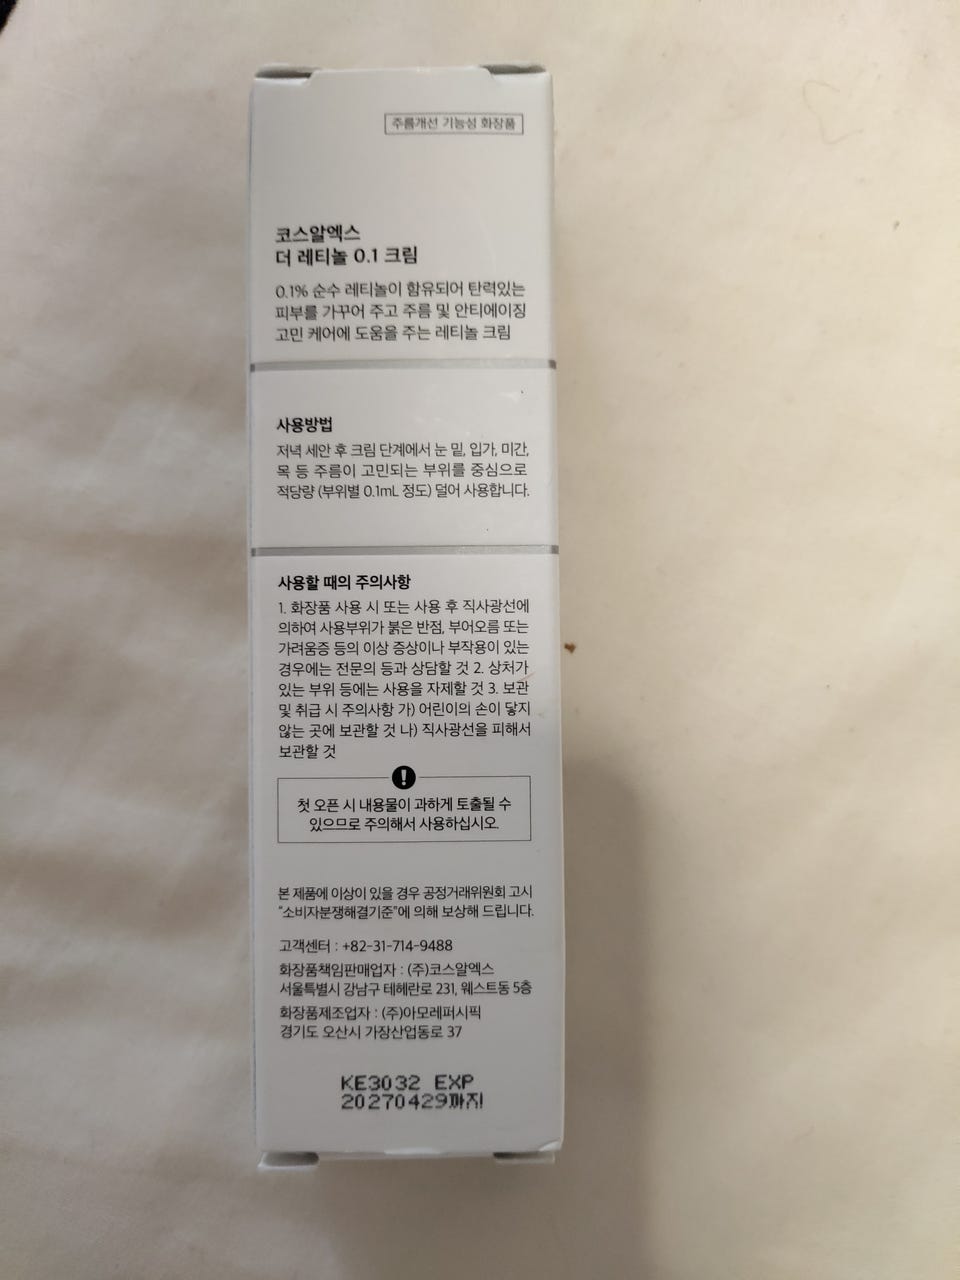 주름개선 기능성 화장품
코스알엑스
더 레티놀 0.1 크림
0.1% 순수 레티놀이 함유되어 탄력있는
피부를 가꾸어 주고 주름 및 안티에이징
고민 케어에 도움을 주는 레티놀 크림
사용방법
저녁 세안 후 크림 단계에서 눈 밑, 입가, 미간,
목 등 주름이 고민되는 부위를 중심으로
적당량 (부위별 0.1mL 정도) 덜어 사용합니다.
사용할 때의 주의사항
1. 화장품 사용 시 또는 사용 후 직사광선에
의하여 사용부위가 붉은 반점, 부어오름 또는
가려움증 등의 이상 증상이나 부작용이 있는
경우에는 전문의 등과 상담할 것 2. 상처가
있는 부위 등에는 사용을 자제할 것 3. 보관
및 취급 시 주의사항 가) 어린이의 손이 닿지
않는 곳에 보관할 것 나) 직사광선을 피해서
보관할 것
!
첫 오픈 시 내용물이 과하게 토출될 수
있으므로 주의해서 사용하십시오.
본 제품에 이상이 있을 경우 공정거래위원회 고시
"소비자분쟁해결기준"에 의해 보상해 드립니다.
고객센터 : +82-31-714-9488
화장품책임판매업자 : (주)코스알엑스
서울특별시 강남구 테헤란로 231, 웨스트동 5층
화장품제조업자 : (주)아모레퍼시픽
경기도 오산시 가장산업동로 37
KE3032 EXP
20270429까지